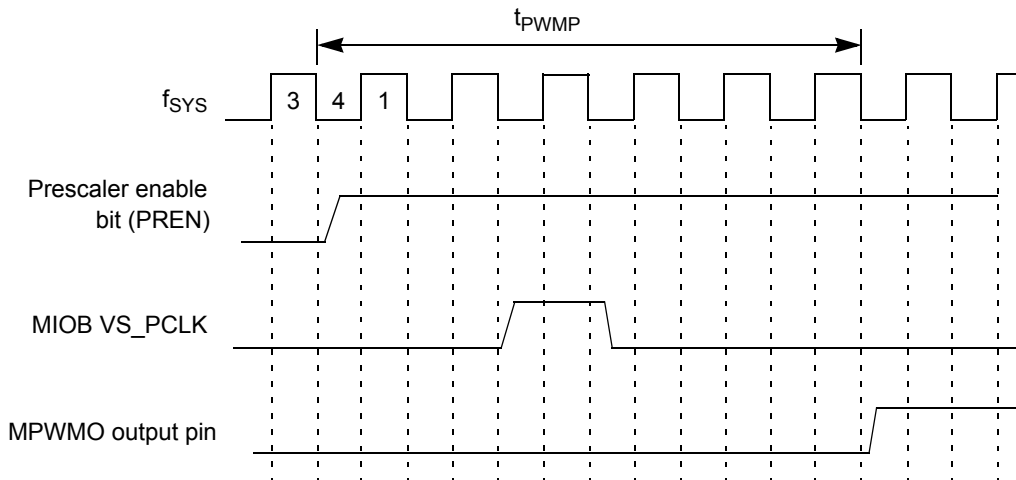 tPWMP
fSYS
3 4 1
Prescaler enable
bit (PREN)
MIOB VS_PCLK
MPWMO output pin